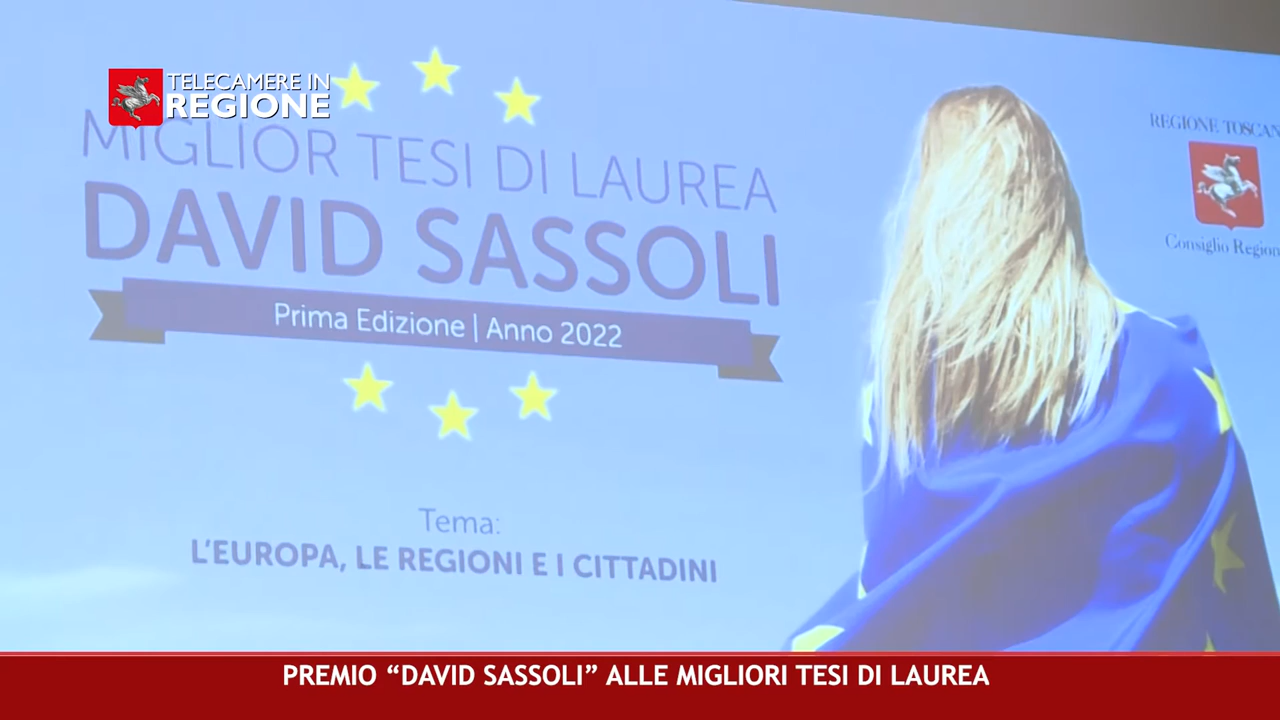 TELECAMERE IN
REGIONE
MIGLIOR TESI DI LAUREA
DAVID SASSOLI
Prima Edizione | Anno 2022
Tema:
L'EUROPA, LE REGIONI E I CITTADINI
REGIONE TOSCAN
Consiglio Region
PREMIO “DAVID SASSOLI” ALLE MIGLIORI TESI DI LAUREA